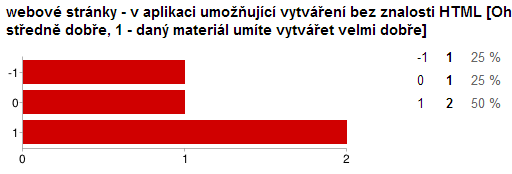 webové stránky - v aplikaci umožňující vytváření bez znalosti HTML [Oh
středně dobře, 1 - daný materiál umíte vytvářet velmi dobře]
-1 1 25 %
0 1 25 %
1 2 50 %
-1
0
1
0 1 2